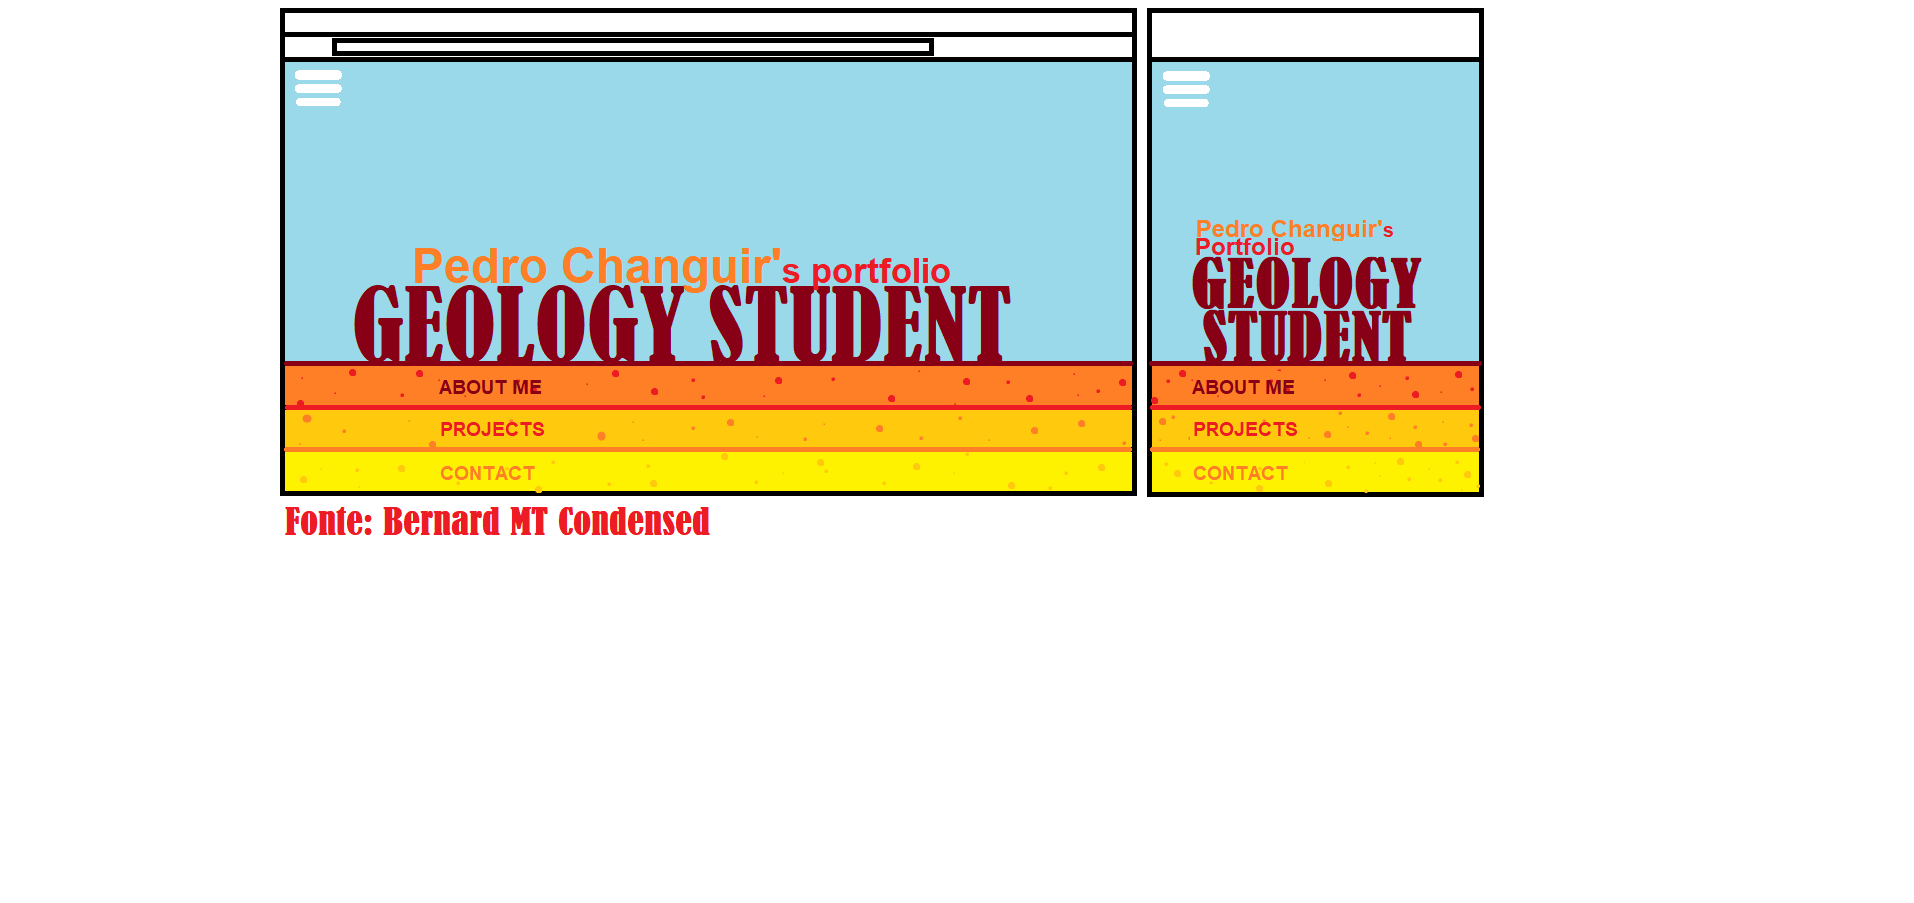 Pedro Changuir's portfolio
GEOLOGY STUDENT
ABOUT ME
PROJECTS
CONTACT
Fonte: Bernard MT Condensed
Pedro Changuir's
Portfolio
GEOLOGY
STUDENT
ABOUT ME
PROJECTS
CONTACT